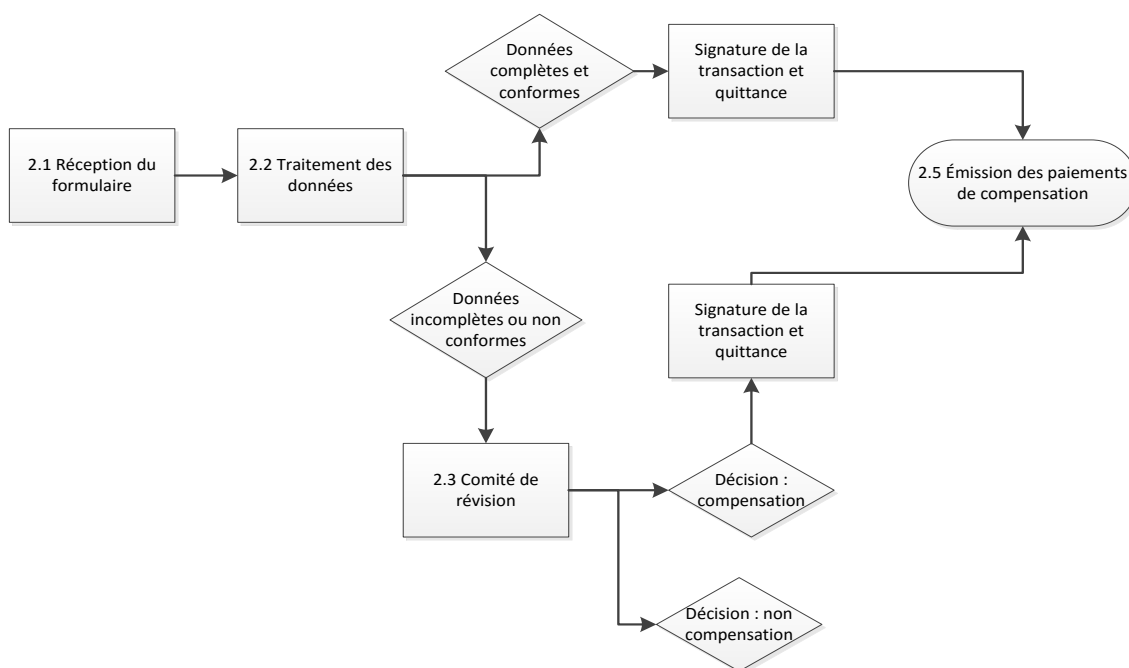 Données
complètes et
conformes
Signature de la
transaction et
quittance
2.1 Réception du
formulaire
2.2 Traitement des
données
2.5 Émission des paiements
de compensation
Données
incomplètes ou non
conformes
Signature de la
transaction et
quittance
2.3 Comité de
révision
Décision :
compensation
Décision : non
compensation